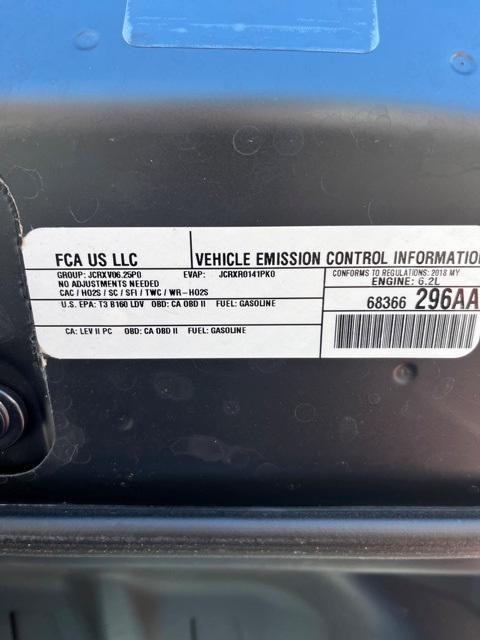 FCA US LLC
VEHICLE EMISSION CONTROL INFORMATION
GROUP: JCRXV06.25P0 EVAP: JCRXR0141PK0
NO ADJUSTMENTS NEEDED
CAC / HO2S / SC / SFI / TWC / WR-HO2S
U.S. EPA: T3 B160 LDV OBD: CA OBD II FUEL: GASOLINE
CA: LEV II PC OBD: CA OBD II FUEL: GASOLINE
CONFORMS TO REGULATIONS: 2018 MY
ENGINE: 6.2L
68366 296AA